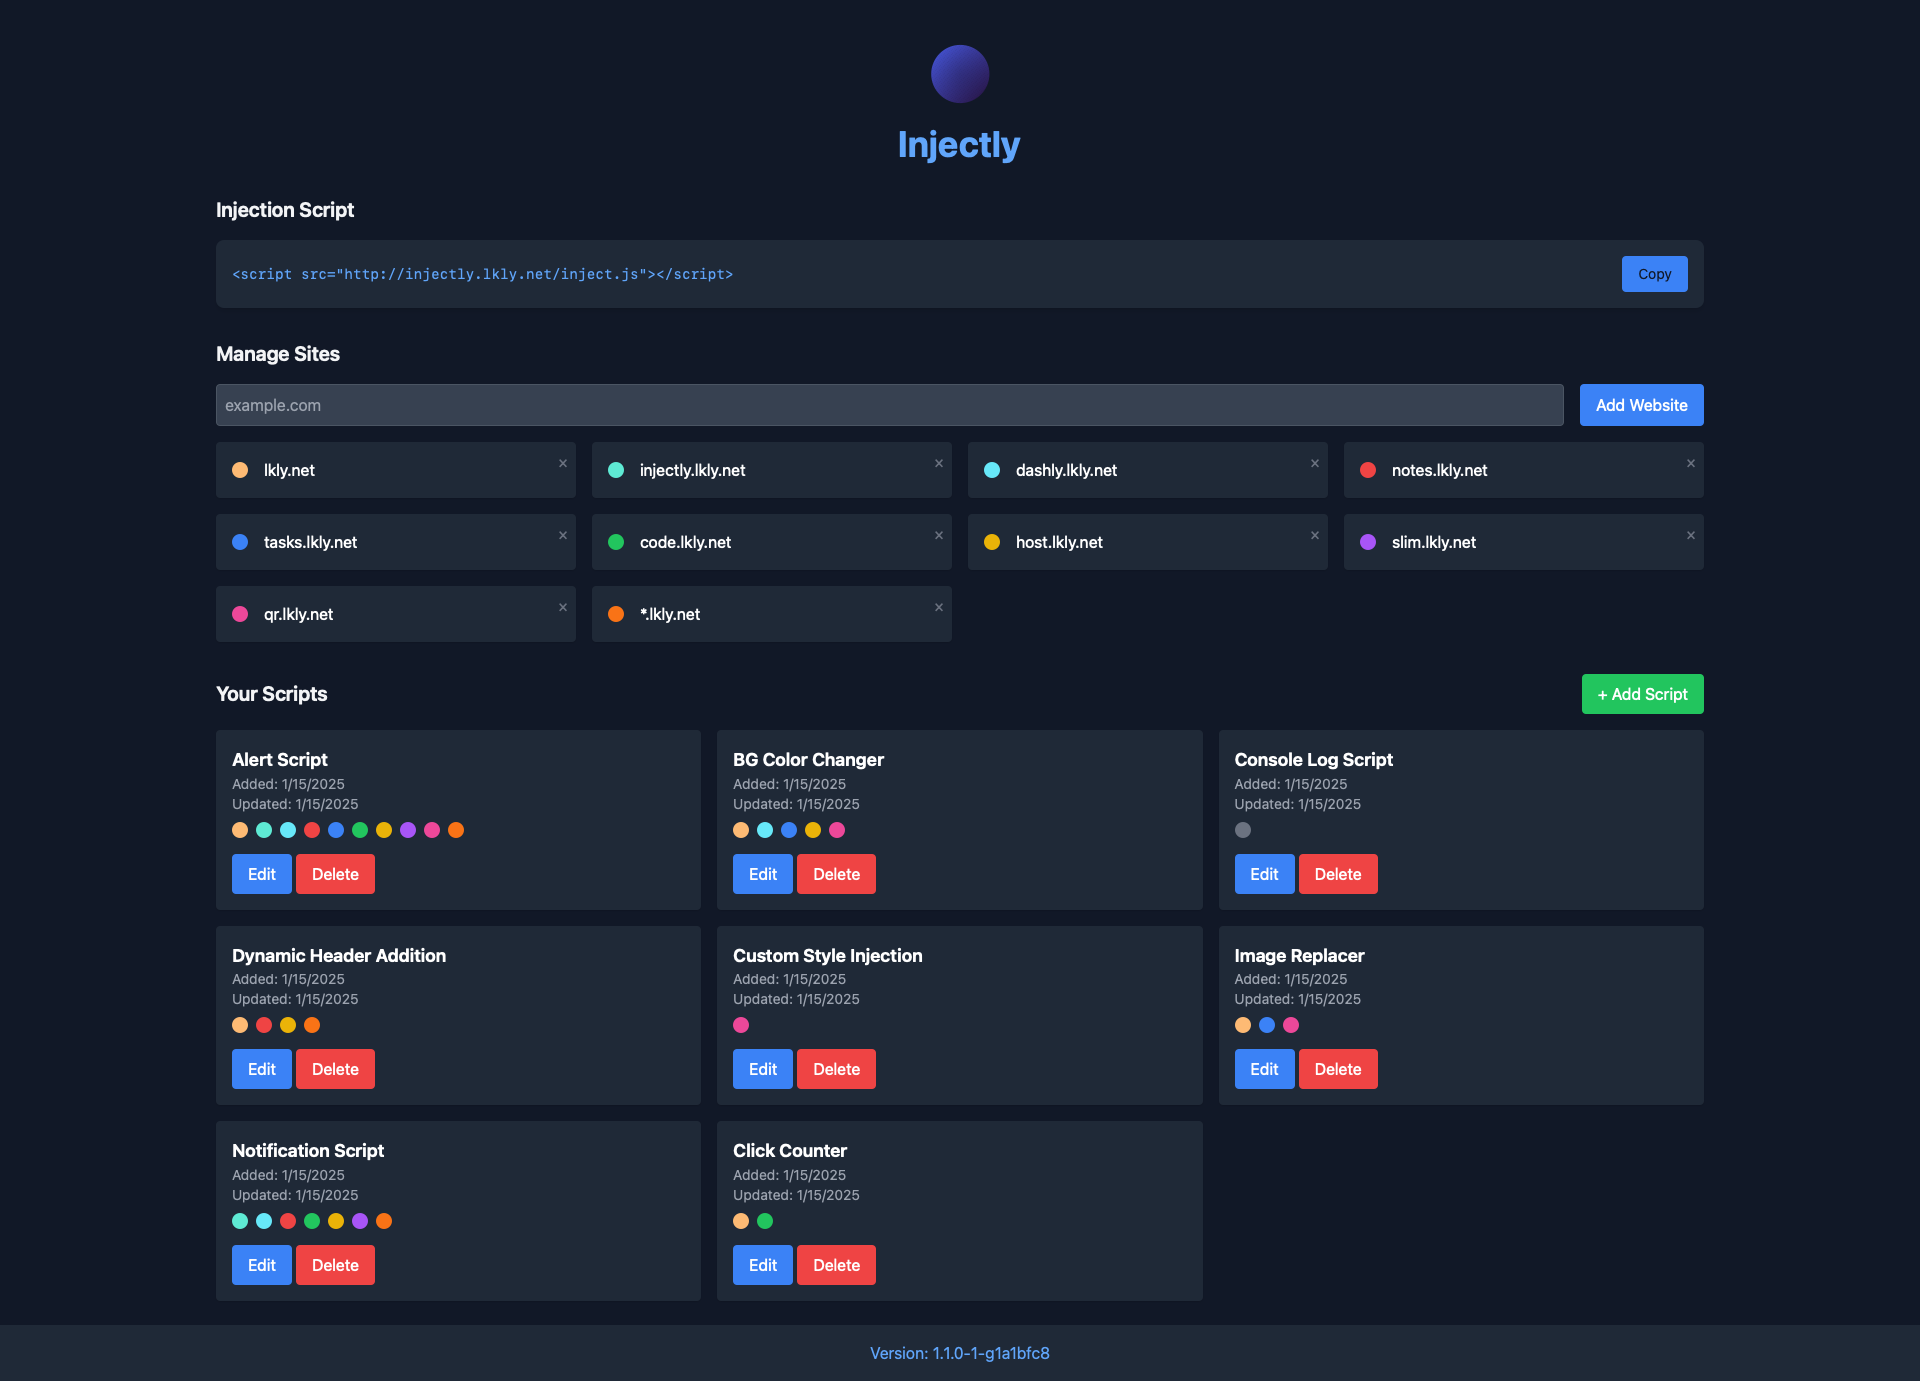 Injectly
Injection Script
<script src="http://injectly.lkly.net/inject.js"></script>
Copy
Manage Sites
example.com
Add Website
lkly.net ×
injectly.lkly.net ×
dashly.lkly.net ×
notes.lkly.net ×
tasks.lkly.net ×
code.lkly.net ×
host.lkly.net ×
slim.lkly.net ×
qr.lkly.net ×
*.lkly.net ×
Your Scripts
+ Add Script
Alert Script
Added: 1/15/2025
Updated: 1/15/2025
Edit Delete
BG Color Changer
Added: 1/15/2025
Updated: 1/15/2025
Edit Delete
Console Log Script
Added: 1/15/2025
Updated: 1/15/2025
Edit Delete
Dynamic Header Addition
Added: 1/15/2025
Updated: 1/15/2025
Edit Delete
Custom Style Injection
Added: 1/15/2025
Updated: 1/15/2025
Edit Delete
Image Replacer
Added: 1/15/2025
Updated: 1/15/2025
Edit Delete
Notification Script
Added: 1/15/2025
Updated: 1/15/2025
Edit Delete
Click Counter
Added: 1/15/2025
Updated: 1/15/2025
Edit Delete
Version: 1.1.0-1-g1a1bfc8